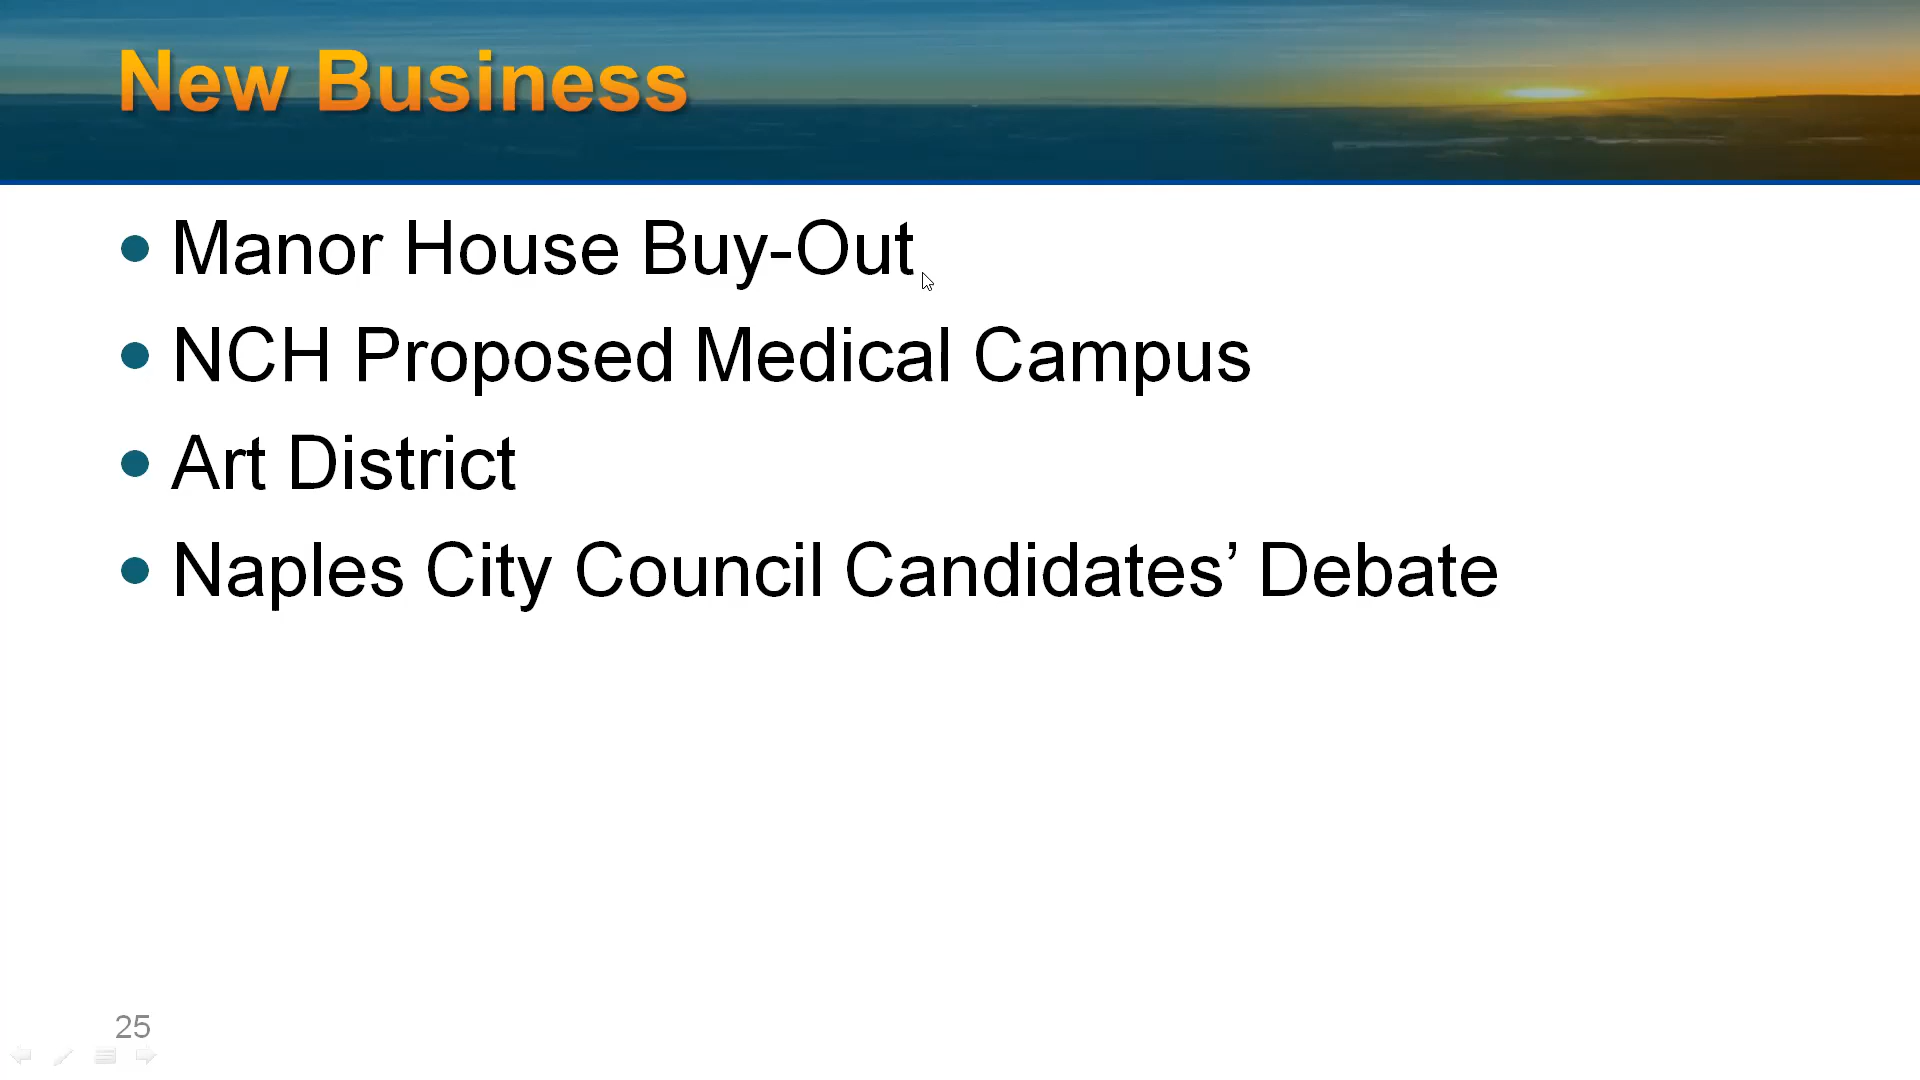 New Business
• Manor House Buy-Out
• NCH Proposed Medical Campus
• Art District
• Naples City Council Candidates’ Debate
25